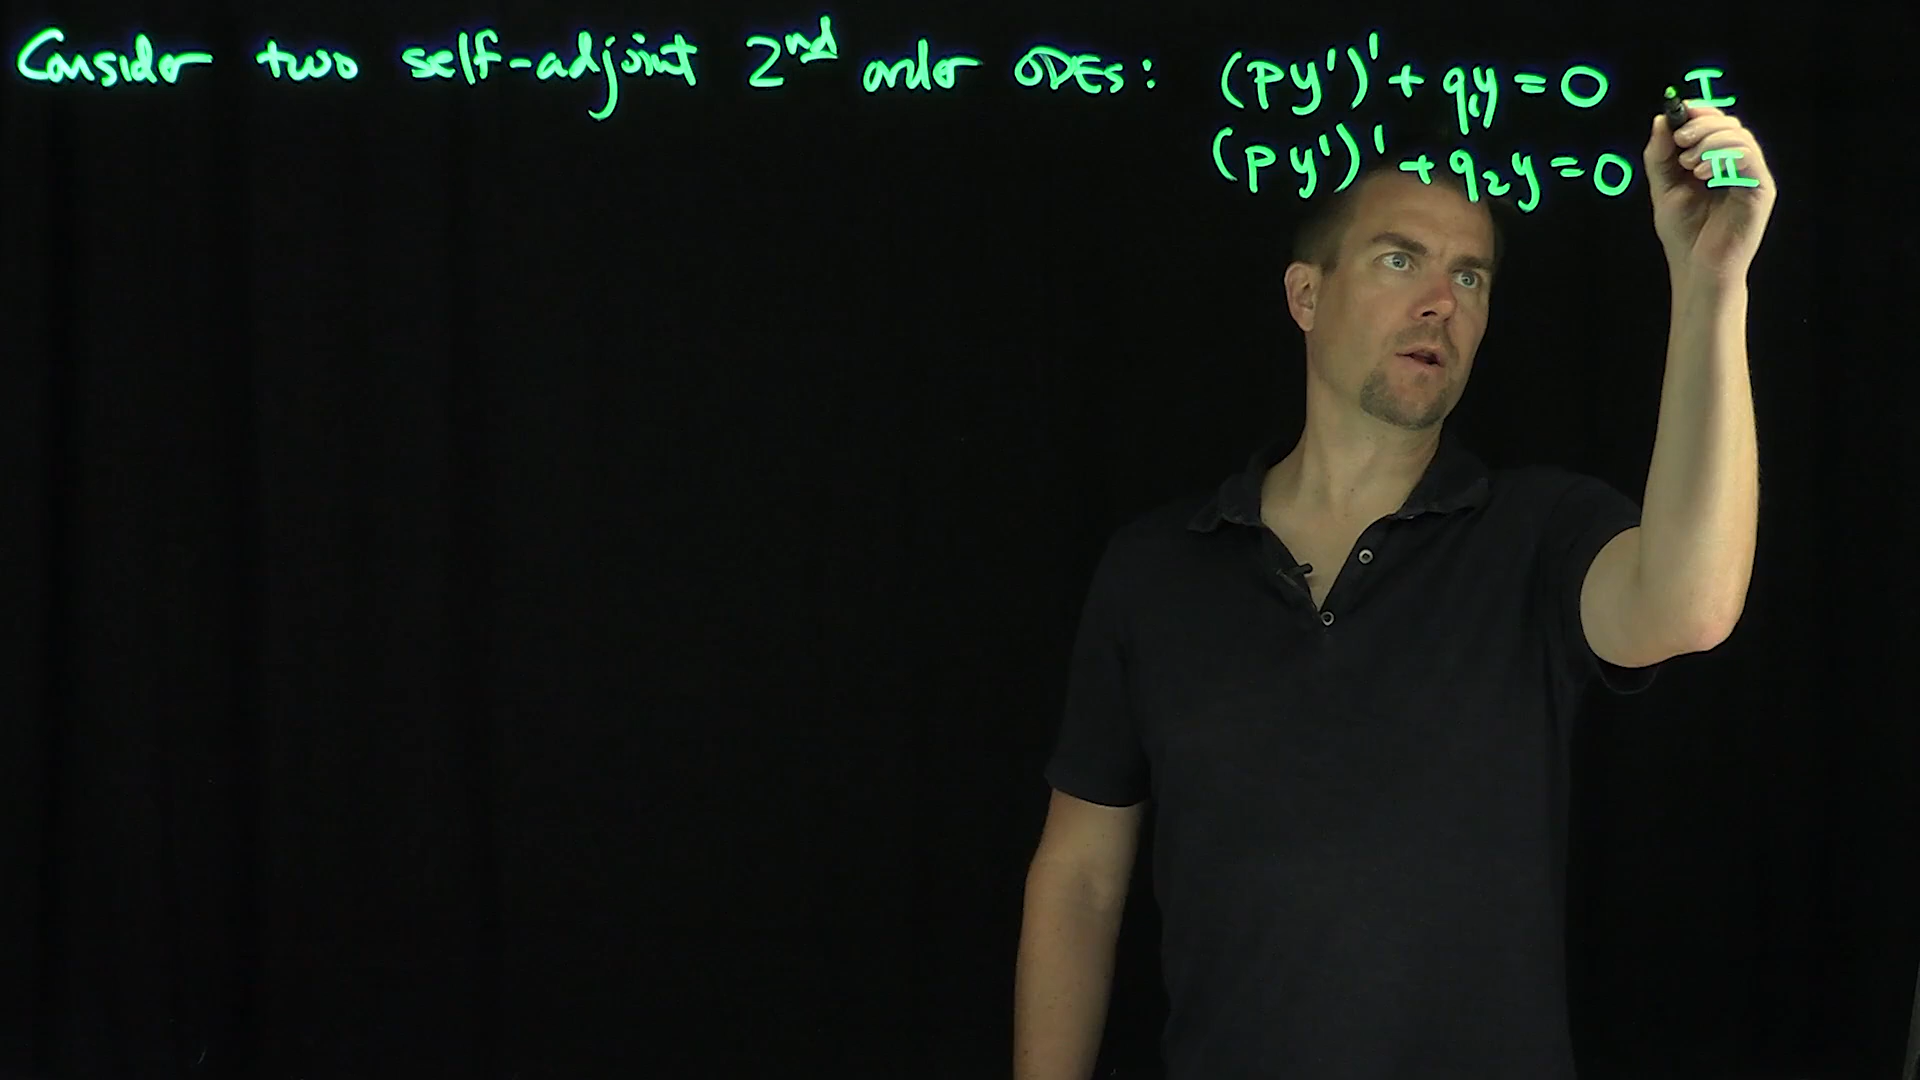 Consider two self-adjoint 2nd order ODEs: (py')' + q₁y = 0 I
(py')' + q₂y = 0 II